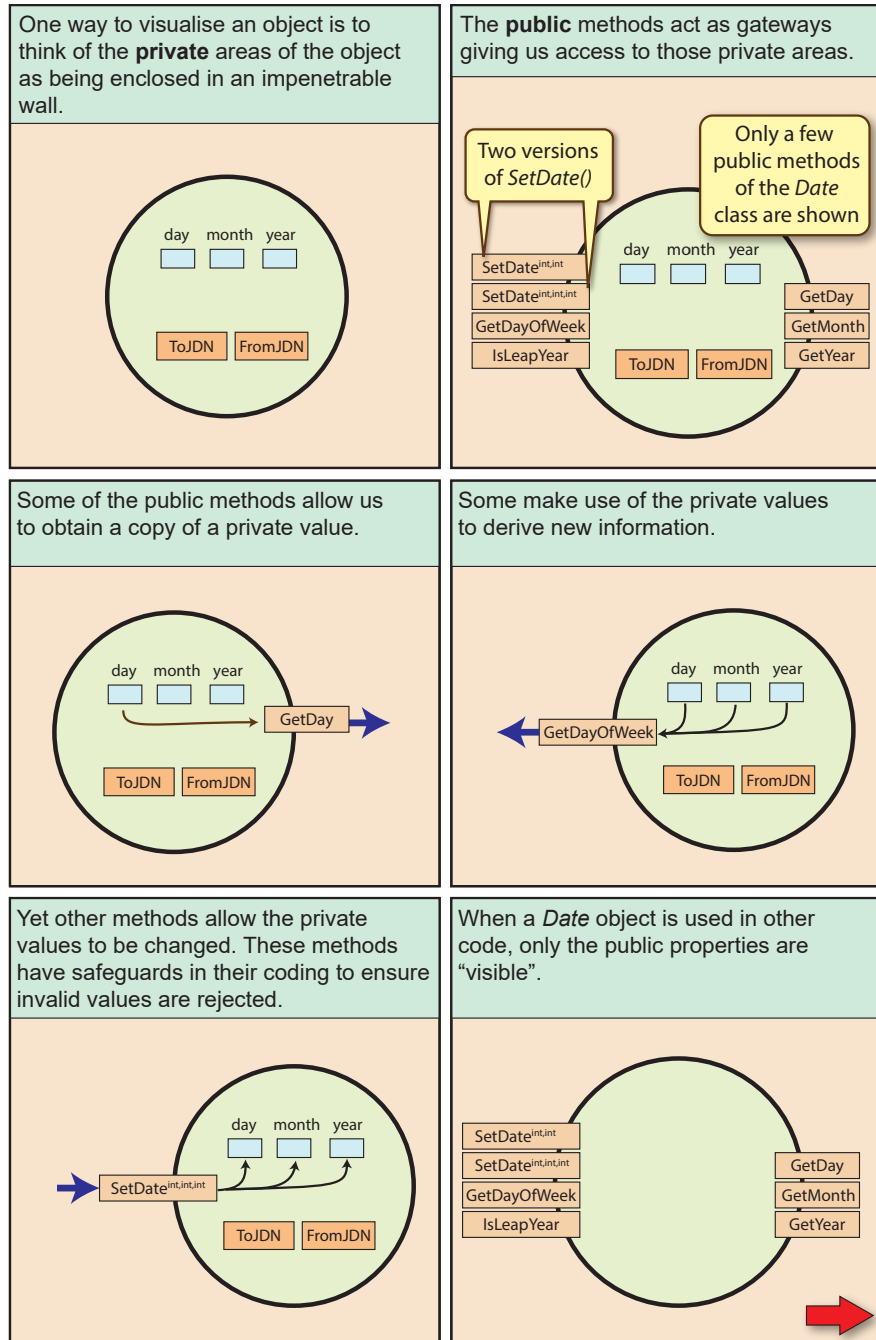 One way to visualise an object is to
think of the private areas of the object
as being enclosed in an impenetrable
wall.
day month year
ToJDN FromJDN
The public methods act as gateways
giving us access to those private areas.
Two versions
of SetDate()
Only a few
public methods
of the Date
class are shown
day month year
SetDateint,int
SetDateint,int,int
GetDayOfWeek
IsLeapYear
GetDay
GetMonth
GetYear
ToJDN FromJDN
Some of the public methods allow us
to obtain a copy of a private value.
day month year
GetDay
ToJDN FromJDN
Some make use of the private values
to derive new information.
day month year
GetDayOfWeek
ToJDN FromJDN
Yet other methods allow the private
values to be changed. These methods
have safeguards in their coding to ensure
invalid values are rejected.
day month year
SetDateint,int,int
ToJDN FromJDN
When a Date object is used in other
code, only the public properties are
“visible”.
SetDateint,int
SetDateint,int,int
GetDayOfWeek
IsLeapYear
GetDay
GetMonth
GetYear